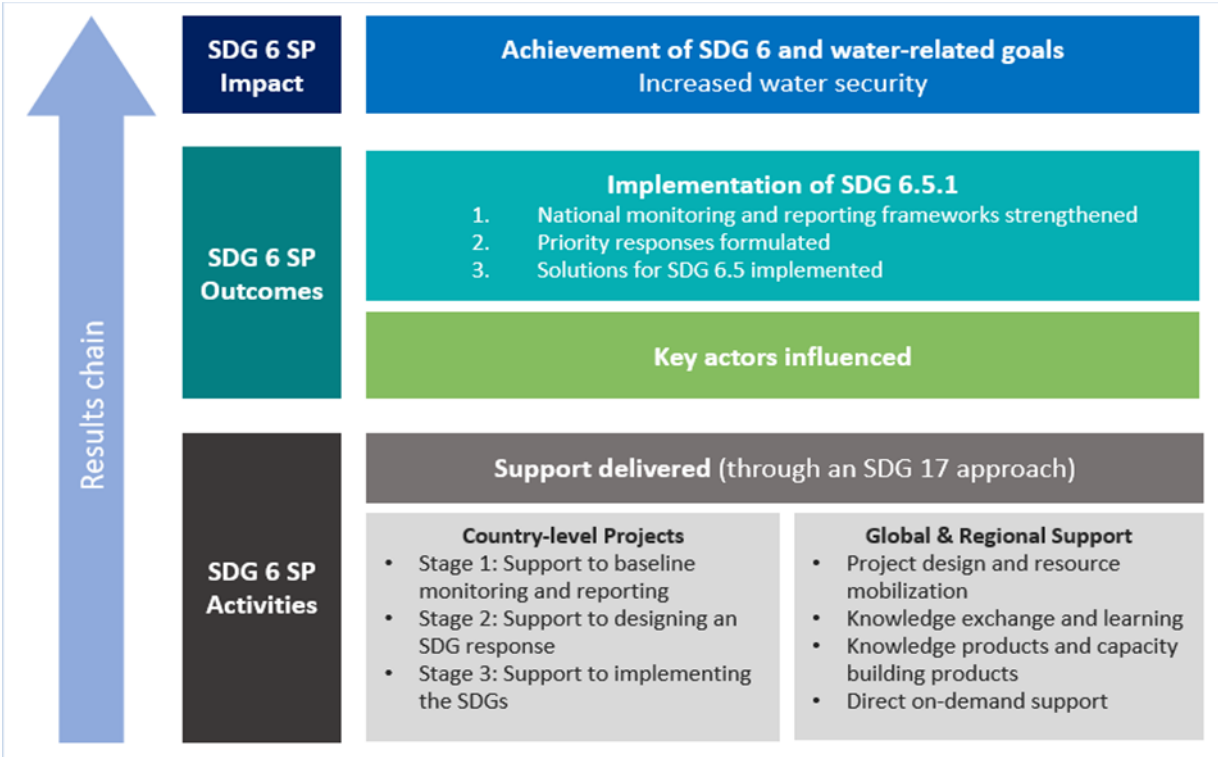 SDG 6 SP
Impact
Achievement of SDG 6 and water-related goals
Increased water security
SDG 6 SP
Outcomes
Implementation of SDG 6.5.1
1. National monitoring and reporting frameworks strengthened
2. Priority responses formulated
3. Solutions for SDG 6.5 implemented
Key actors influenced
Results chain
SDG 6 SP
Activities
Support delivered (through an SDG 17 approach)
Country-level Projects
• Stage 1: Support to baseline
monitoring and reporting
• Stage 2: Support to designing an
SDG response
• Stage 3: Support to implementing
the SDGs
Global & Regional Support
• Project design and resource
mobilization
• Knowledge exchange and learning
• Knowledge products and capacity
building products
• Direct on-demand support